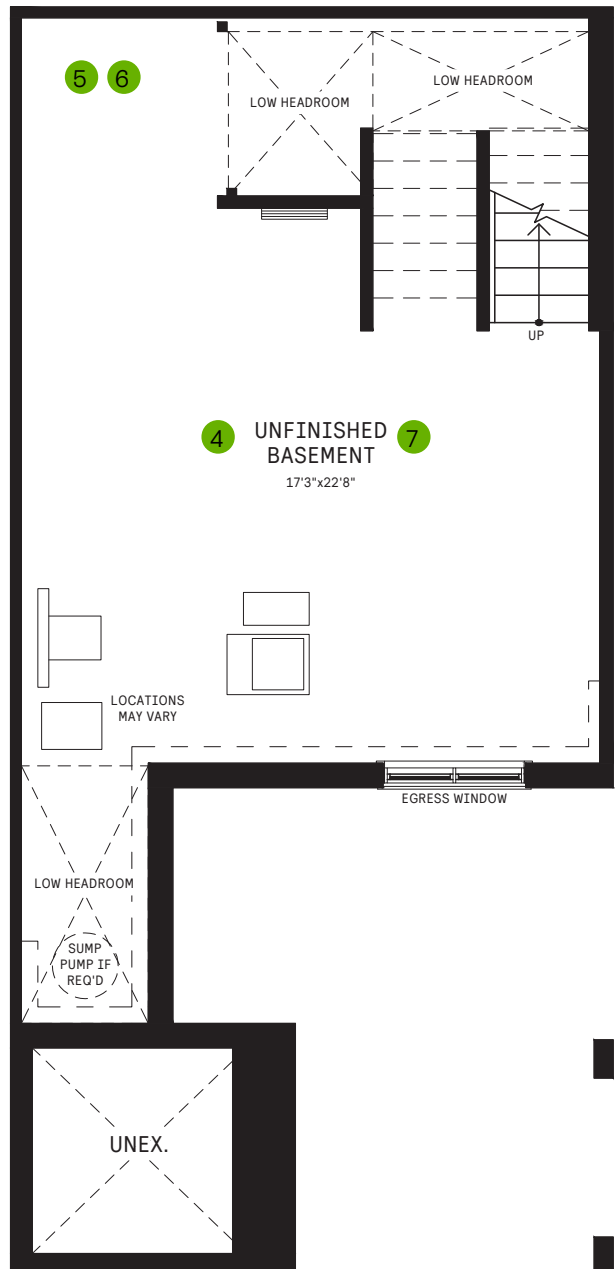 5 6
LOW HEADROOM
LOW HEADROOM
UP
4 UNFINISHED 7
BASEMENT
17'3"x22'8"
LOCATIONS
MAY VARY
EGRESS WINDOW
LOW HEADROOM
SUMP
PUMP IF
REQ'D
UNEX.